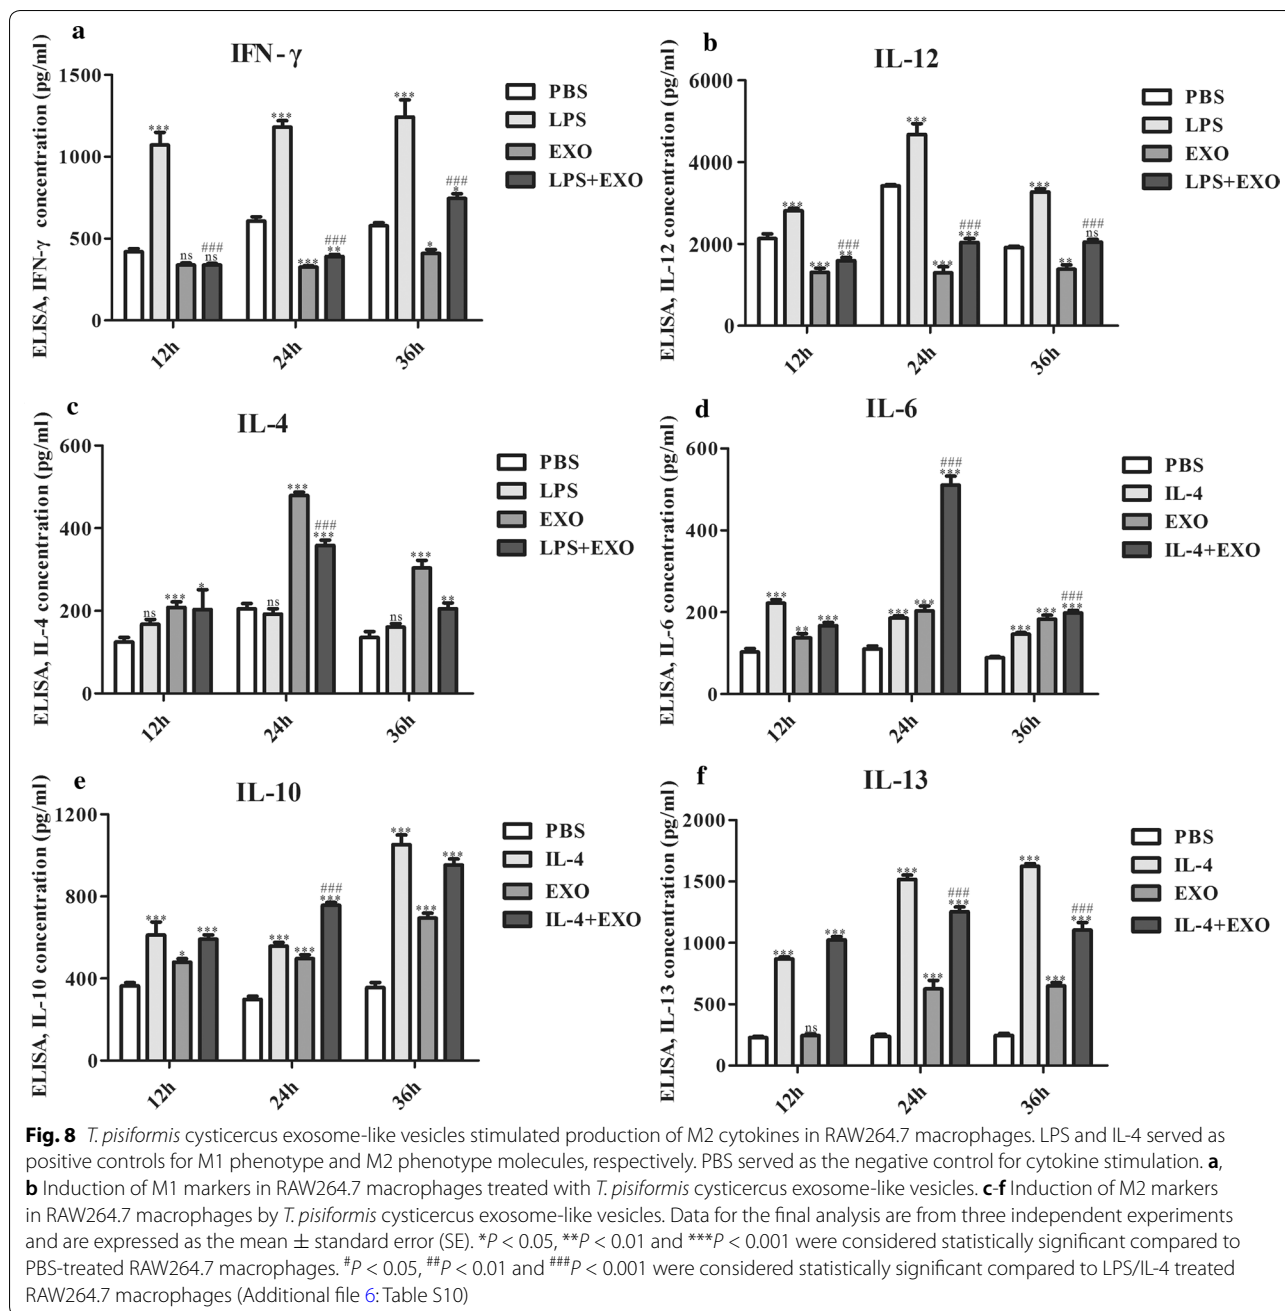 a
IFN-γ
ELISA, IFN-γ concentration (pg/ml)
1500
1000
500
0
***
ns
###
ns
***
***
###
**
***
*
###
*
12h
24h
36h
PBS
LPS
EXO
LPS+EXO
b
IL-12
ELISA, IL-12 concentration (pg/ml)
6000
4000
2000
0
***
***
###
**
***
***
###
***
***
**
###
ns
12h
24h
36h
PBS
LPS
EXO
LPS+EXO
c
IL-4
ELISA, IL-4 concentration (pg/ml)
600
400
200
0
ns
***
*
ns
***
###
***
ns
***
**
12h
24h
36h
PBS
LPS
EXO
LPS+EXO
d
IL-6
ELISA, IL-6 concentration (pg/ml)
600
400
200
0
***
**
***
***
***
###
***
***
***
###
***
12h
24h
36h
PBS
IL-4
EXO
IL-4+EXO
e
IL-10
ELISA, IL-10 concentration (pg/ml)
1200
800
400
0
***
*
***
***
***
###
***
***
***
***
12h
24h
36h
PBS
IL-4
EXO
IL-4+EXO
f
IL-13
ELISA, IL-13 concentration (pg/ml)
2000
1500
1000
500
0
***
ns
***
***
***
###
***
***
***
###
***
12h
24h
36h
PBS
IL-4
EXO
IL-4+EXO
Fig. 8 T. pisiformis cysticercus exosome-like vesicles stimulated production of M2 cytokines in RAW264.7 macrophages. LPS and IL-4 served as
positive controls for M1 phenotype and M2 phenotype molecules, respectively. PBS served as the negative control for cytokine stimulation. a,
b Induction of M1 markers in RAW264.7 macrophages treated with T. pisiformis cysticercus exosome-like vesicles. c-f Induction of M2 markers
in RAW264.7 macrophages by T. pisiformis cysticercus exosome-like vesicles. Data for the final analysis are from three independent experiments
and are expressed as the mean ± standard error (SE). *P < 0.05, **P < 0.01 and ***P < 0.001 were considered statistically significant compared to
PBS-treated RAW264.7 macrophages. #P < 0.05, ##P < 0.01 and ###P < 0.001 were considered statistically significant compared to LPS/IL-4 treated
RAW264.7 macrophages (Additional file 6: Table S10)